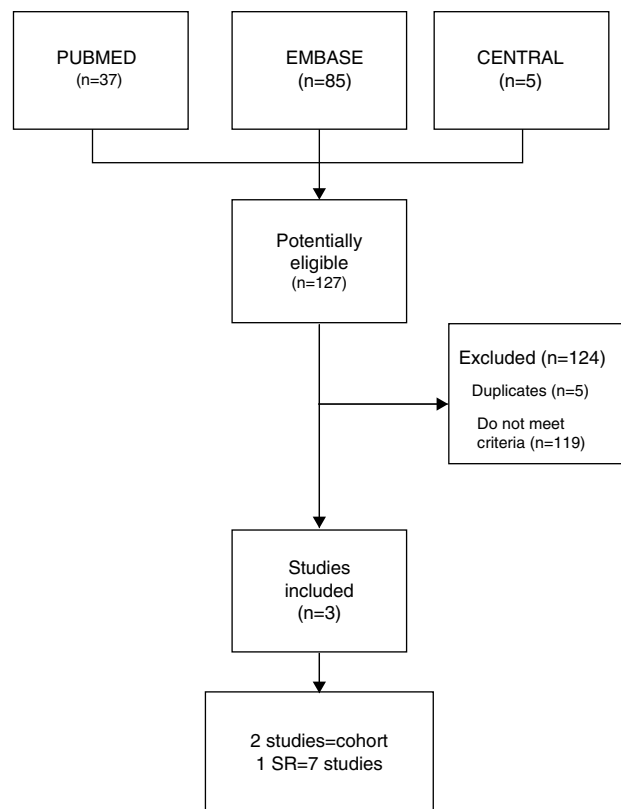 PUBMED
(n=37)
EMBASE
(n=85)
CENTRAL
(n=5)
Potentially
eligible
(n=127)
Excluded (n=124)
Duplicates (n=5)
Do not meet
criteria (n=119)
Studies
included
(n=3)
2 studies=cohort
1 SR=7 studies